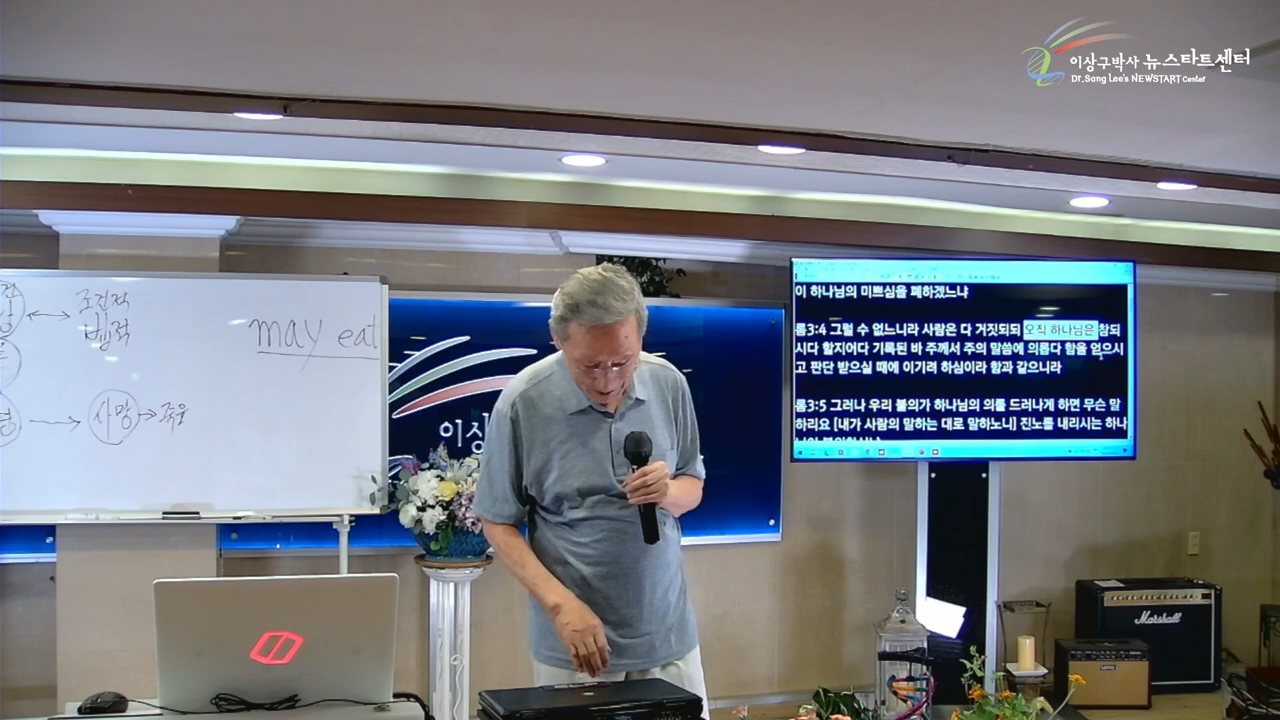 이상구박사 뉴스타트센터
Dr. Sang Lee's NEWSTART Center
조건적
법적
may eat
사망
이상
이 하나님의 미쁘심을 폐하겠느냐
롬3:4 그럴 수 없느니라 사람은 다 거짓되되 오직 하나님은 참되
시다 할지어다 기록된 바 주께서 주의 말씀에 의롭다 함을 얻으시
고 판단 받으실 때에 이기려 하심이라 함과 같으니라
롬3:5 그러나 우리 불의가 하나님의 의를 드러나게 하면 무슨 말
하리요 [내가 사람의 말하는 대로 말하노니] 진노를 내리시는 하나
Marshall